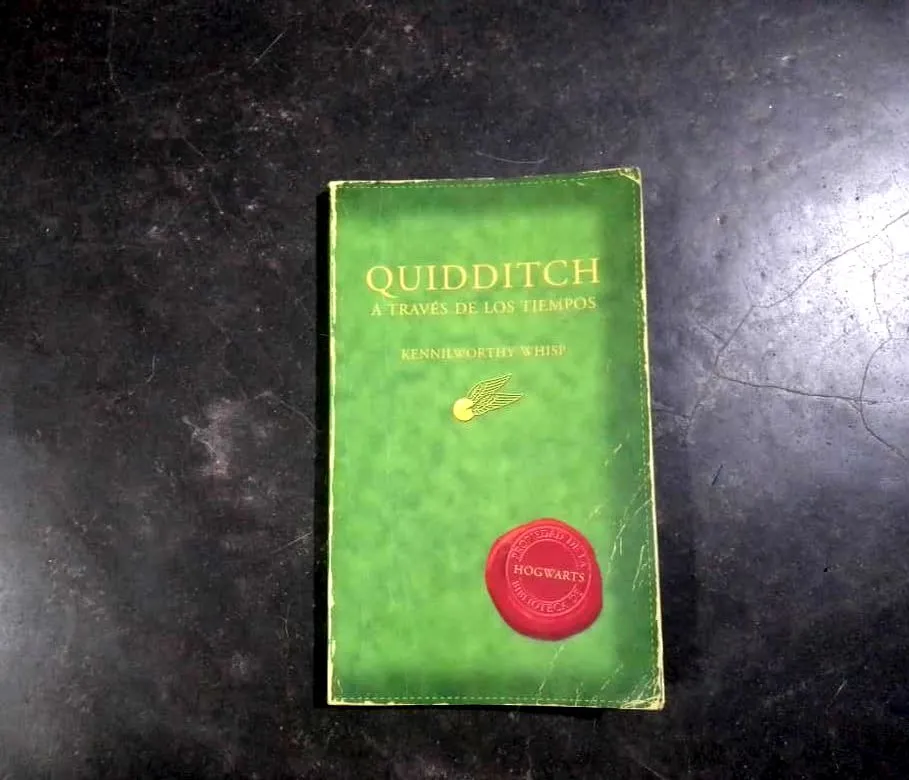 QUIDDITCH
A TRAVÉS DE LOS TIEMPOS
KENNILWORTHY WHISP
PROPIEDAD DE LA
HOGWARTS
BIBLIOTECA DE